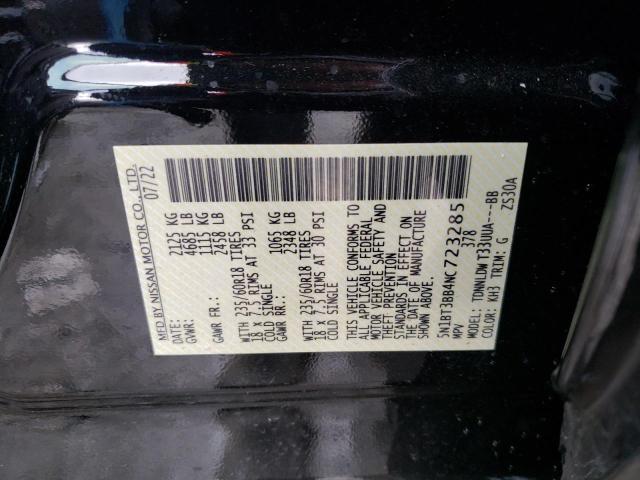 MFD BY NISSAN MOTOR CO., LTD.
DATE: 07/22
GVWR: 2125 KG
4685 LB
GAWR FR.: 1115 KG
2458 LB
WITH 235/60R18 TIRES
18 X 7.5 RIMS AT 33 PSI
COLD SINGLE
GAWR RR.: 1065 KG
2348 LB
WITH 235/60R18 TIRES
18 X 7.5 RIMS AT 30 PSI
COLD SINGLE
THIS VEHICLE CONFORMS TO
ALL APPLICABLE FEDERAL
MOTOR VEHICLE SAFETY AND
THEFT PREVENTION
STANDARDS IN EFFECT ON
THE DATE OF MANUFACTURE
SHOWN ABOVE.
5N1BT3BB4NC723285
MPV 378
MODEL: TDWNNLDWT33UUA---BB
COLOR: KH3 TRIM: G ZS30A